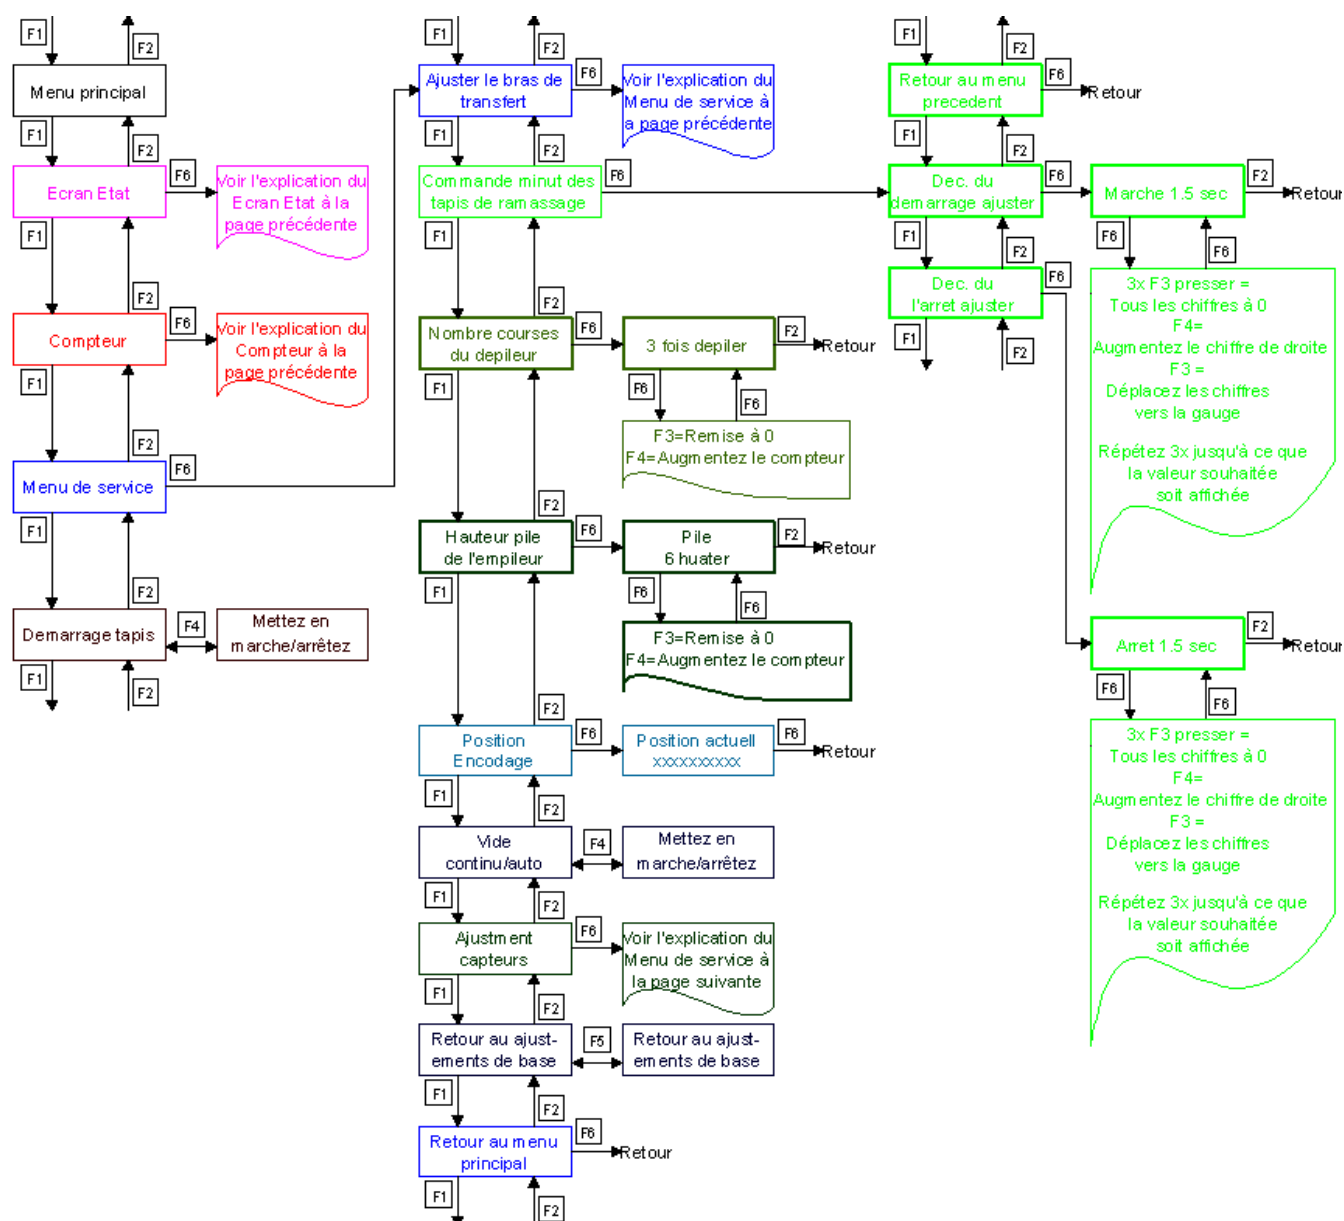 F1
F2
Menu principal
F1
F2
Ecran Etat
F6
Voir l'explication du
Ecran Etat à la
page précédente
F1
F2
Compteur
F6
Voir l'explication du
Compteur à la
page précédente
F1
F2
Menu de service
F6
F1
F2
Demarrage tapis
F4
Mettez en
marche/arrêtez
F1
F2
F1
F2
Ajuster le bras de
transfert
F6
Voir l'explication du
Menu de service à
a page précédente
F1
F2
Commande minut des
tapis de ramassage
F6
F1
F2
Nombre courses
du depileur
F6
3 fois depiler
F2
Retour
F6
F6
F3=Remise à 0
F4=Augmentez le compteur
F1
F2
Hauteur pile
de l'empileur
F6
Pile
6 huater
F2
Retour
F6
F6
F3=Remise à 0
F4=Augmentez le compteur
F1
F2
Position
Encodage
F6
Position actuell
xxxxxxxxxx
F6
Retour
F1
F2
Vide
continu/auto
F4
Mettez en
marche/arrêtez
F1
F2
Ajustment
capteurs
F6
Voir l'explication du
Menu de service à
la page suivante
F1
F2
Retour au ajust-
ements de base
F5
Retour au ajust-
ements de base
F1
F2
Retour au menu
principal
F6
Retour
F1
F2
F1
F2
Retour au menu
precedent
F6
Retour
F1
F2
Dec. du
demarrage ajuster
F6
Marche 1.5 sec
F2
Retour
F1
F2
F6
F6
Dec. du
l'arret ajuster
F6
F1
F2
3x F3 presser =
Tous les chiffres à 0
F4=
Augmentez le chiffre de droite
F3 =
Déplacez les chiffres
vers la gauge
Répétez 3x jusqu'à ce que
la valeur souhaitée
soit affichée
Arret 1.5 sec
F2
Retour
F6
F6
3x F3 presser =
Tous les chiffres à 0
F4=
Augmentez le chiffre de droite
F3 =
Déplacez les chiffres
vers la gauge
Répétez 3x jusqu'à ce que
la valeur souhaitée
soit affichée